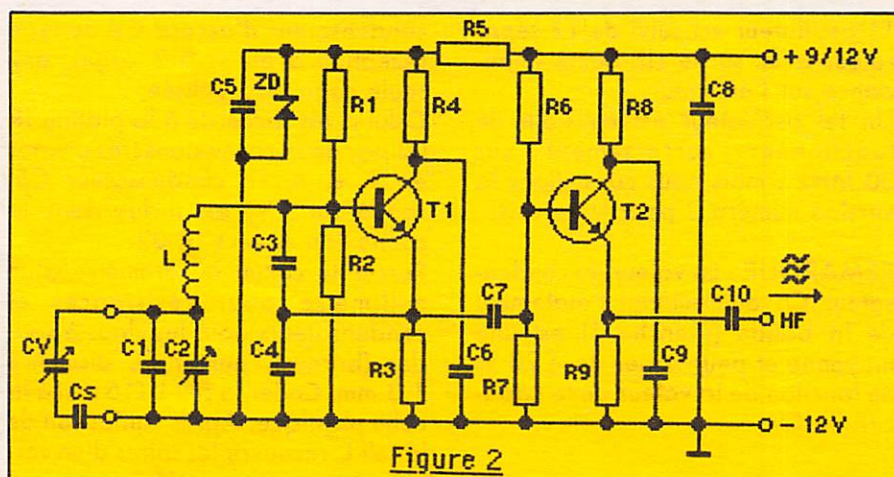 R5
+ 9/12 V
C5
ZD
R1
R4
R6
R8
C8
T1
T2
L
C3
R2
C7
C10
HF
CV
C1
C2
C4
R3
C6
R7
R9
C9
Cs
- 12 V
Figure 2